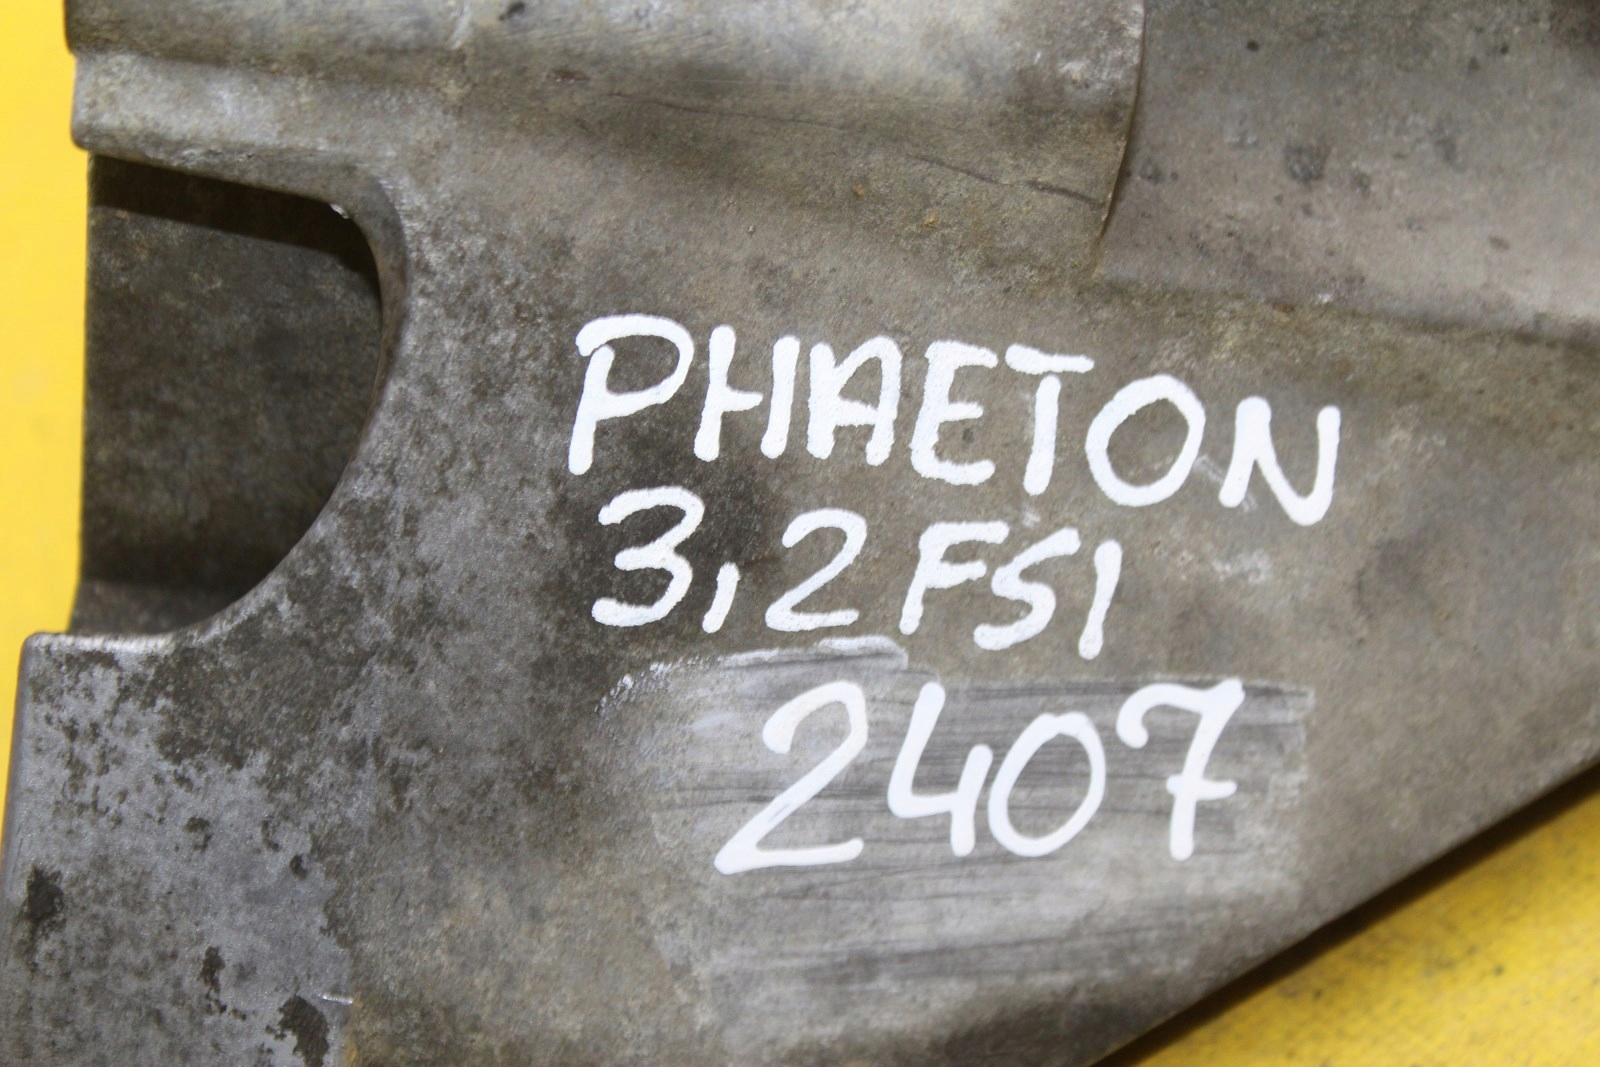 PHAETON
3,2 FSI
2407